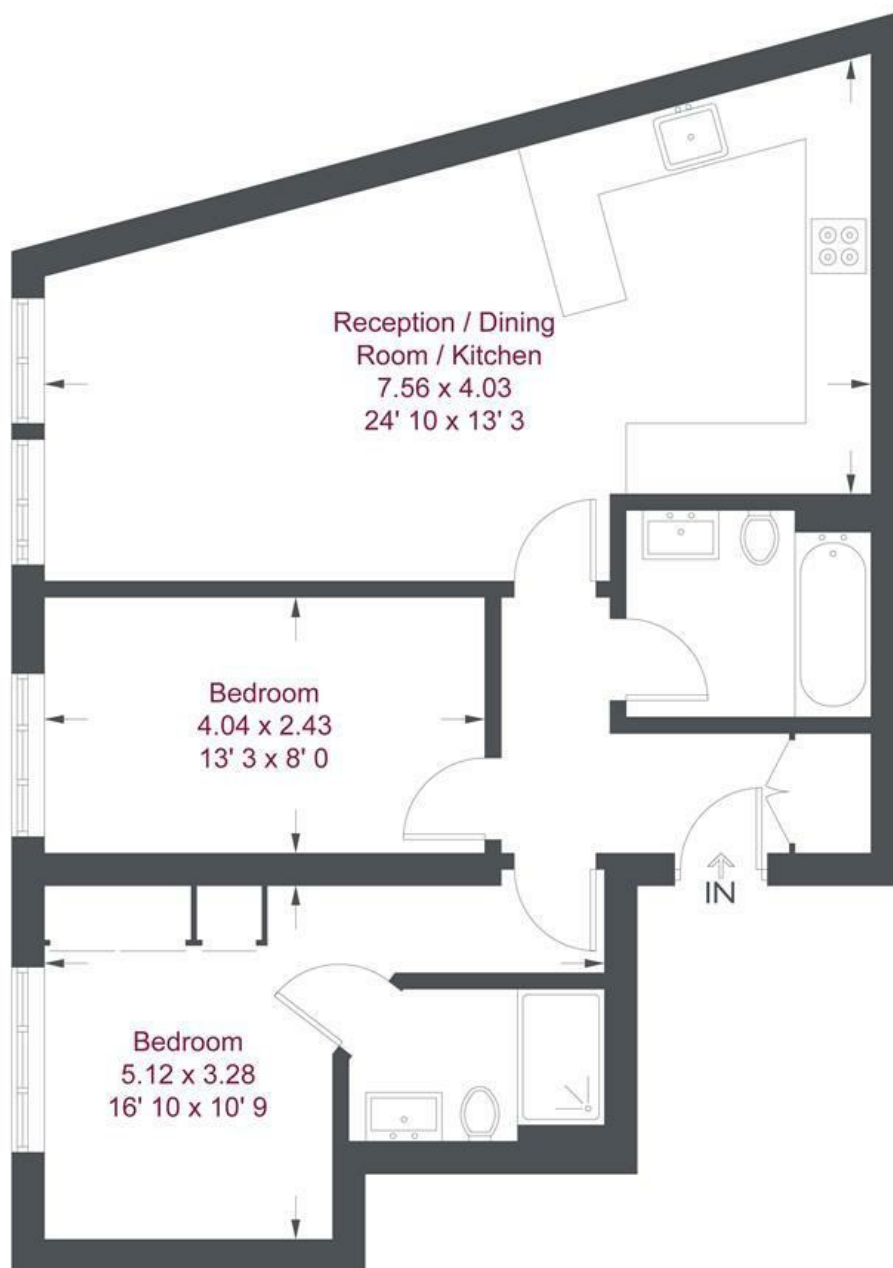 Reception / Dining
Room / Kitchen
7.56 x 4.03
24' 10 x 13' 3
Bedroom
4.04 x 2.43
13' 3 x 8' 0
IN
Bedroom
5.12 x 3.28
16' 10 x 10' 9